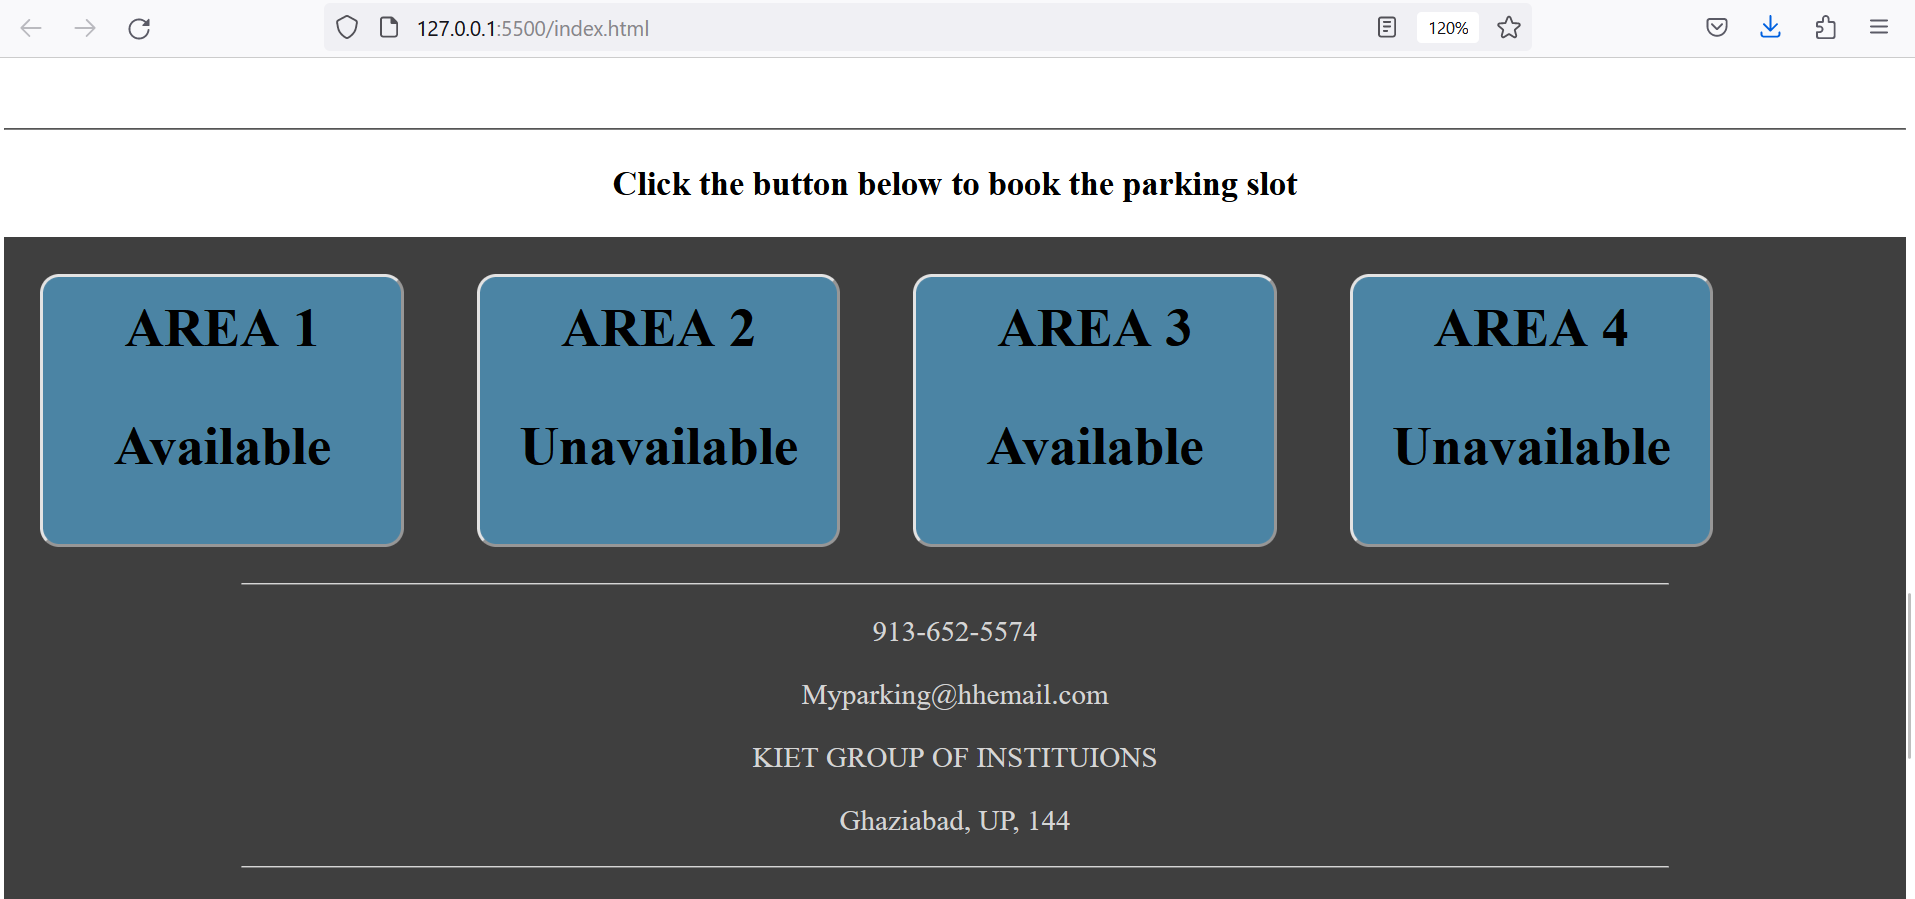 127.0.0.1:5500/index.html 120%
Click the button below to book the parking slot
AREA 1 AREA 2 AREA 3 AREA 4
Available Unavailable Available Unavailable
913-652-5574
Myparking@hhemail.com
KIET GROUP OF INSTITUIONS
Ghaziabad, UP, 144